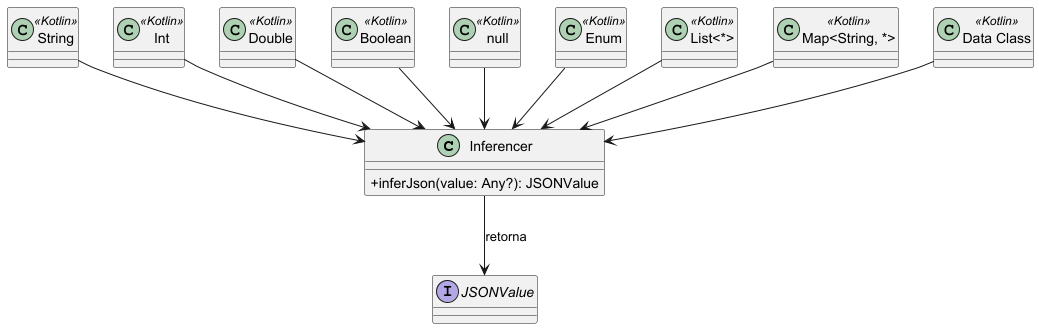 C «Kotlin» String
C «Kotlin» Int
C «Kotlin» Double
C «Kotlin» Boolean
C «Kotlin» null
C «Kotlin» Enum
C «Kotlin» List<*>
C «Kotlin» Map<String, *>
C «Kotlin» Data Class
C Inferencer
+inferJson(value: Any?): JSONValue
retorna
I JSONValue